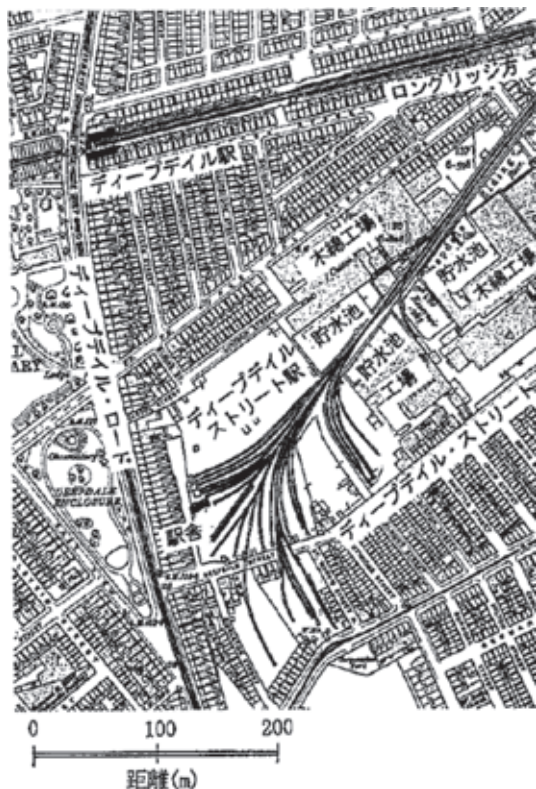 ロングリッジ方
ディープデイル駅
木綿工場
貯水池
木綿工場
貯水池
貯水池
工場
ディープデイル
ストリート駅
ディープデイル・ロード
ディープデイル・ストリート
駅舎
DEEPDALE
ENCLOSURE
0 100 200
距離(m)